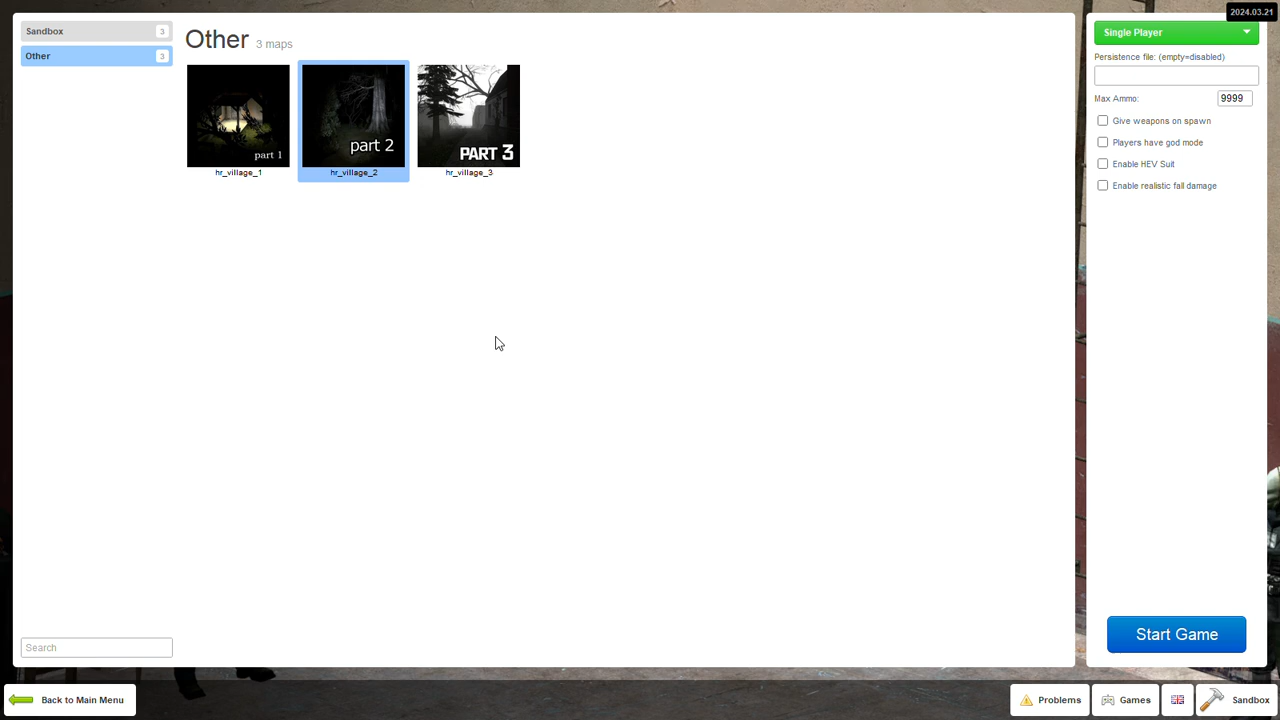 2024.03.21
Sandbox 3
Other 3
Other 3 maps
part 1
part 2
PART 3
hr_village_1
hr_village_2
hr_village_3
Search
Single Player
Persistence file: (empty=disabled)
Max Ammo: 9999
Give weapons on spawn
Players have god mode
Enable HEV Suit
Enable realistic fall damage
Start Game
Back to Main Menu
Problems
Games
Sandbox